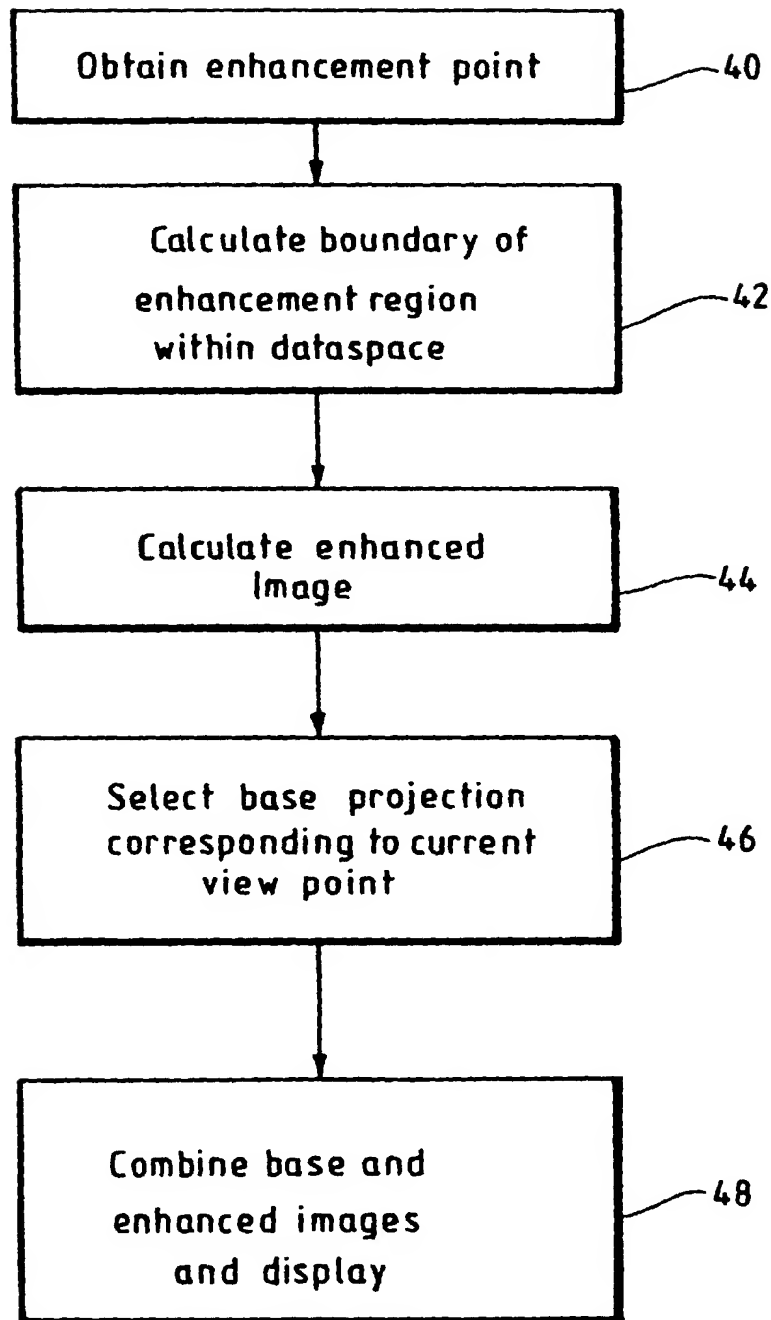 Obtain enhancement point
40
Calculate boundary of
enhancement region
within dataspace
42
Calculate enhanced
Image
44
Select base projection
corresponding to current
view point
46
Combine base and
enhanced images
and display
48